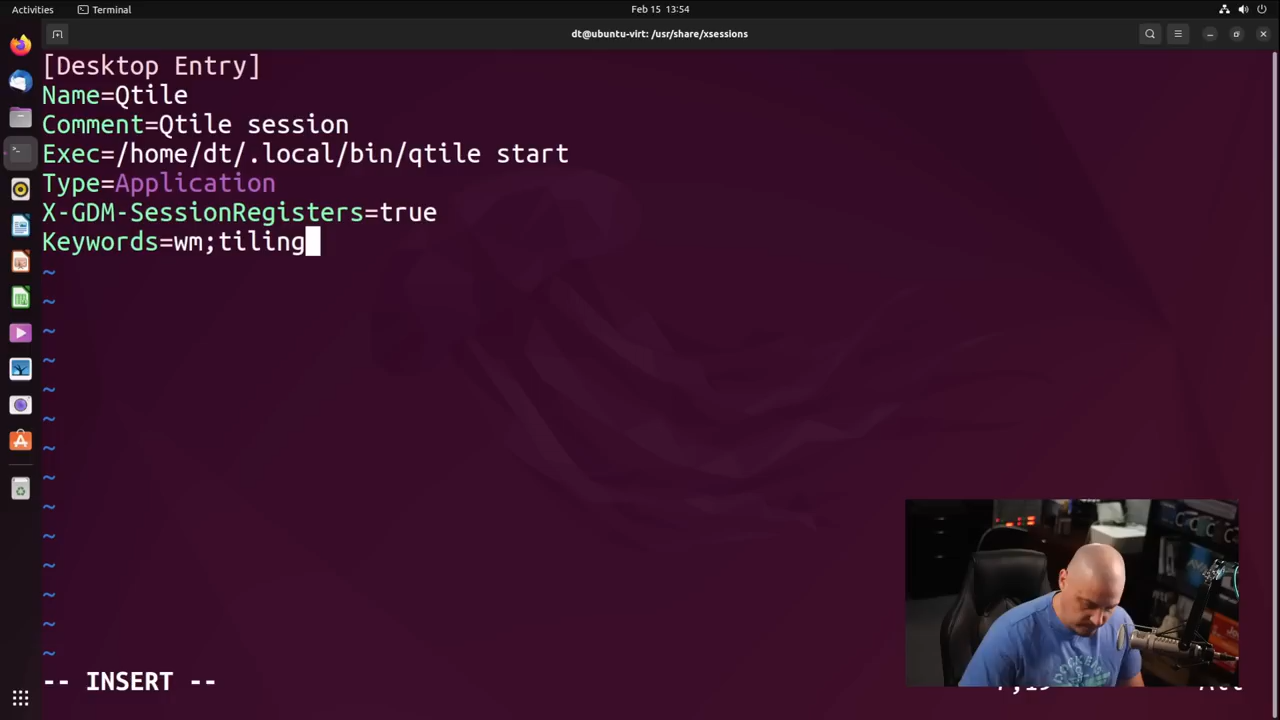 Activities
Terminal
Feb 15 13:54
dt@ubuntu-virt: /usr/share/xsessions
[Desktop Entry]
Name=Qtile
Comment=Qtile session
Exec=/home/dt/.local/bin/qtile start
Type=Application
X-GDM-SessionRegisters=true
Keywords=wm;tiling
~
~
~
~
~
~
~
~
~
~
~
~
~
~
-- INSERT --